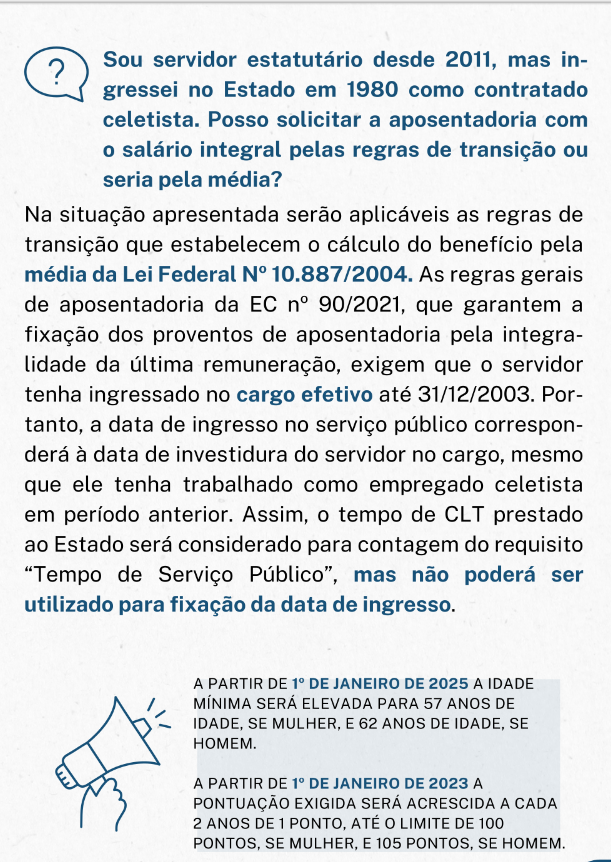 ?
Sou servidor estatutário desde 2011, mas in-
gressei no Estado em 1980 como contratado
celetista. Posso solicitar a aposentadoria com
o salário integral pelas regras de transição ou
seria pela média?
Na situação apresentada serão aplicáveis as regras de
transição que estabelecem o cálculo do benefício pela
média da Lei Federal Nº 10.887/2004. As regras gerais
de aposentadoria da EC nº 90/2021, que garantem a
fixação dos proventos de aposentadoria pela integra-
lidade da última remuneração, exigem que o servidor
tenha ingressado no cargo efetivo até 31/12/2003. Por-
tanto, a data de ingresso no serviço público correspon-
derá à data de investidura do servidor no cargo, mesmo
que ele tenha trabalhado como empregado celetista
em período anterior. Assim, o tempo de CLT prestado
ao Estado será considerado para contagem do requisito
“Tempo de Serviço Público”, mas não poderá ser
utilizado para fixação da data de ingresso.
A PARTIR DE 1º DE JANEIRO DE 2025 A IDADE
MÍNIMA SERÁ ELEVADA PARA 57 ANOS DE
IDADE, SE MULHER, E 62 ANOS DE IDADE, SE
HOMEM.
A PARTIR DE 1º DE JANEIRO DE 2023 A
PONTUAÇÃO EXIGIDA SERÁ ACRESCIDA A CADA
2 ANOS DE 1 PONTO, ATÉ O LIMITE DE 100
PONTOS, SE MULHER, E 105 PONTOS, SE HOMEM.